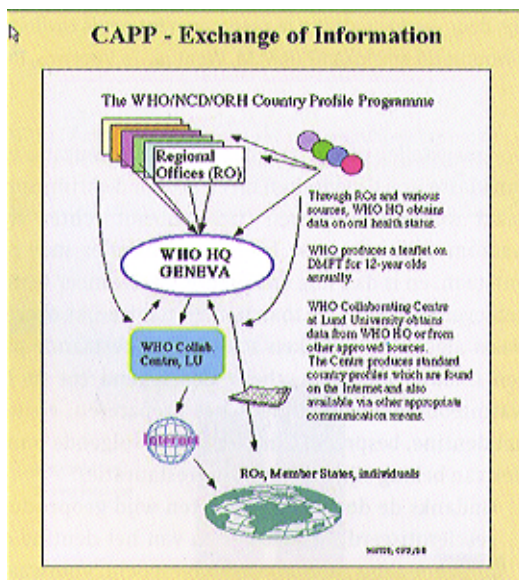 CAPP - Exchange of Information
The WHO/NCD/ORH Country Profile Programme
Regional
Offices (RO)
Through ROs and various
sources, WHO HQ obtains
data on oral health status.
WHO HQ
GENEVA
WHO produces a leaflet on
DMFT for 12-year olds
annually.
WHO Collaborating Centre
at Lund University obtains
data from WHO HQ or from
other approved sources.
The Centre produces standard
country profiles which are found
on the Internet and also
available via other appropriate
communication means.
WHO Collab.
Centre, LU
Internet
ROs, Member States, individuals